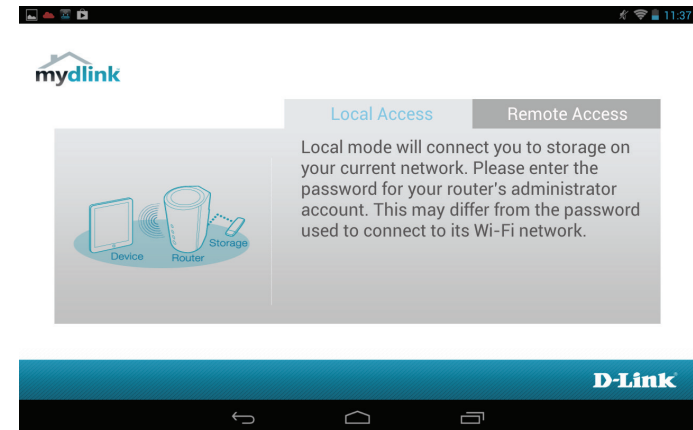 11:37
mydlink
Local Access
Remote Access
Local mode will connect you to storage on
your current network. Please enter the
password for your router's administrator
account. This may differ from the password
used to connect to its Wi-Fi network.
Storage
Device
Router
D-Link